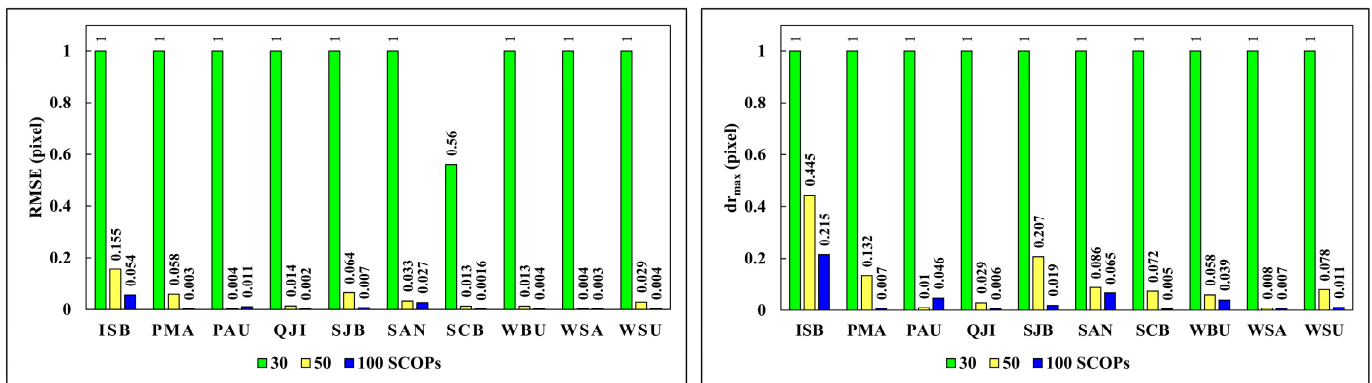 RMSE (pixel)
1
0.8
0.6
0.4
0.2
0
1 0.155 0.054
1 0.058 0.003
1 0.004 0.011
1 0.014 0.002
1 0.064 0.007
1 0.033 0.027
0.56 0.013 0.0016
1 0.013 0.004
1 0.004 0.003
1 0.029 0.004
ISB PMA PAU QJI SJB SAN SCB WBU WSA WSU
30 50 100 SCOPs
dr_max (pixel)
1
0.8
0.6
0.4
0.2
0
1 0.445 0.215
1 0.132 0.007
1 0.01 0.046
1 0.029 0.006
1 0.207 0.019
1 0.086 0.065
1 0.072 0.005
1 0.058 0.039
1 0.008 0.007
1 0.078 0.011
ISB PMA PAU QJI SJB SAN SCB WBU WSA WSU
30 50 100 SCOPs